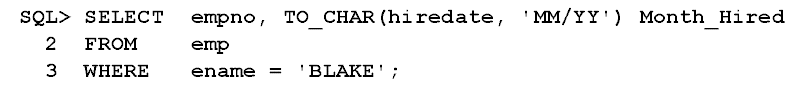 SQL> SELECT empno, TO_CHAR(hiredate, 'MM/YY') Month_Hired
2 FROM emp
3 WHERE ename = 'BLAKE';